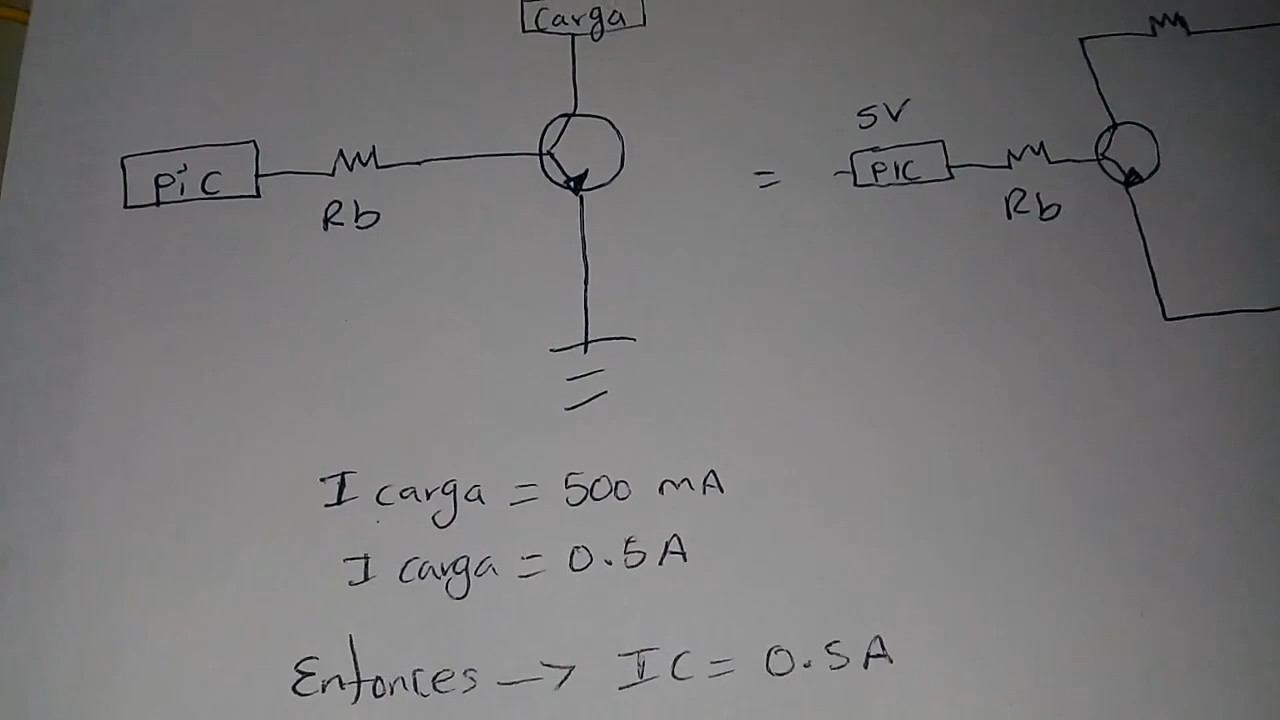 Carga
PiC
Rb
=
5V
PIC
Rb
I carga = 500 mA
I carga = 0.5A
Entonces —> IC = 0.5A